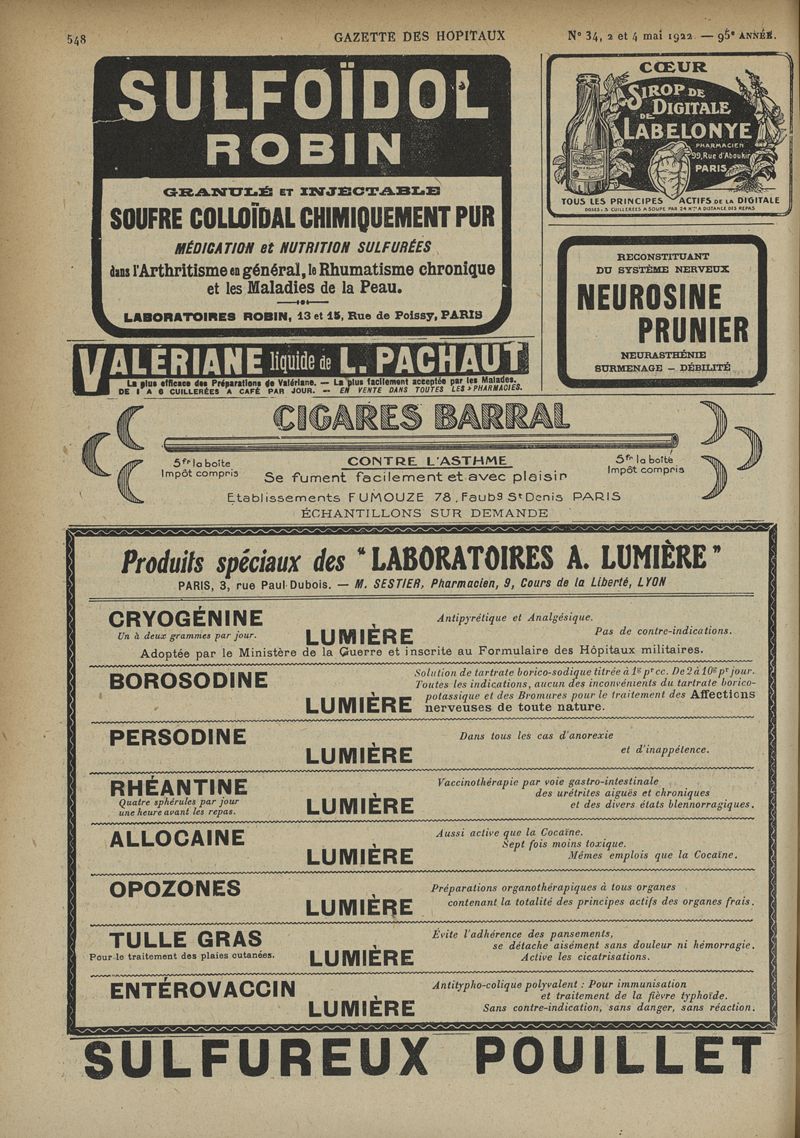 548
GAZETTE DES HOPITAUX
N° 34, 2 et 4 mai 1922 — 95e ANNÉE.
SULFOÏDOL
ROBIN
GRANULÉ ET INJECTABLE
SOUFRE COLLOÏDAL CHIMIQUEMENT PUR
MÉDICATION et NUTRITION SULFURÉES
dans l'Arthritisme en général, le Rhumatisme chronique
et les Maladies de la Peau.
LABORATOIRES ROBIN, 13 et 15, Rue de Poissy, PARIS
CŒUR
SIROP DE
DIGITALE
DE
LABELONYE
PHARMACIEN
99, Rue d'Aboukir
PARIS
TOUS LES PRINCIPES ACTIFS DE LA DIGITALE
DOSES: 3 CUILLERÉES A SOUPE PAR 24 Hres A DISTANCE DES REPAS
RECONSTITUANT
DU SYSTÈME NERVEUX
NEUROSINE
PRUNIER
NEURASTHÉNIE
SURMENAGE — DÉBILITÉ
VALÉRIANE liquide de L. PACHAUT
La plus efficace des Préparations de Valériane. — La plus facilement acceptée par les Malades.
DE 1 A 6 CUILLERÉES A CAFÉ PAR JOUR. — EN VENTE DANS TOUTES LES PHARMACIES.
CIGARES BARRAL
5fr la boîte
Impôt compris
CONTRE L'ASTHME
Se fument facilement et avec plaisir
5fr la boîte
Impôt compris
Etablissements FUMOUZE 78, Faubg St Denis PARIS
ÉCHANTILLONS SUR DEMANDE
Produits spéciaux des “LABORATOIRES A. LUMIÈRE”
PARIS, 3, rue Paul-Dubois. — M. SESTIER, Pharmacien, 9, Cours de la Liberté, LYON
CRYOGÉNINE
Un à deux grammes par jour.
LUMIÈRE
Antipyrétique et Analgésique.
Pas de contre-indications.
Adoptée par le Ministère de la Guerre et inscrite au Formulaire des Hôpitaux militaires.
BOROSODINE
LUMIÈRE
Solution de tartrate borico-sodique titrée à 1g pr cc. De 2 à 10g pr jour.
Toutes les indications, aucun des inconvénients du tartrate borico-
potassique et des Bromures pour le traitement des Affections
nerveuses de toute nature.
PERSODINE
LUMIÈRE
Dans tous les cas d'anorexie
et d'inappétence.
RHÉANTINE
Quatre sphérules par jour
une heure avant les repas.
LUMIÈRE
Vaccinothérapie par voie gastro-intestinale
des urétrites aiguës et chroniques
et des divers états blennorragiques.
ALLOCAINE
LUMIÈRE
Aussi active que la Cocaïne.
Sept fois moins toxique.
Mêmes emplois que la Cocaïne.
OPOZONES
LUMIÈRE
Préparations organothérapiques à tous organes
contenant la totalité des principes actifs des organes frais.
TULLE GRAS
Pour le traitement des plaies cutanées.
LUMIÈRE
Évite l'adhérence des pansements,
se détache aisément sans douleur ni hémorragie.
Active les cicatrisations.
ENTÉROVACCIN
LUMIÈRE
Antitypho-colique polyvalent : Pour immunisation
et traitement de la fièvre typhoïde.
Sans contre-indication, sans danger, sans réaction.
SULFUREUX POUILLET